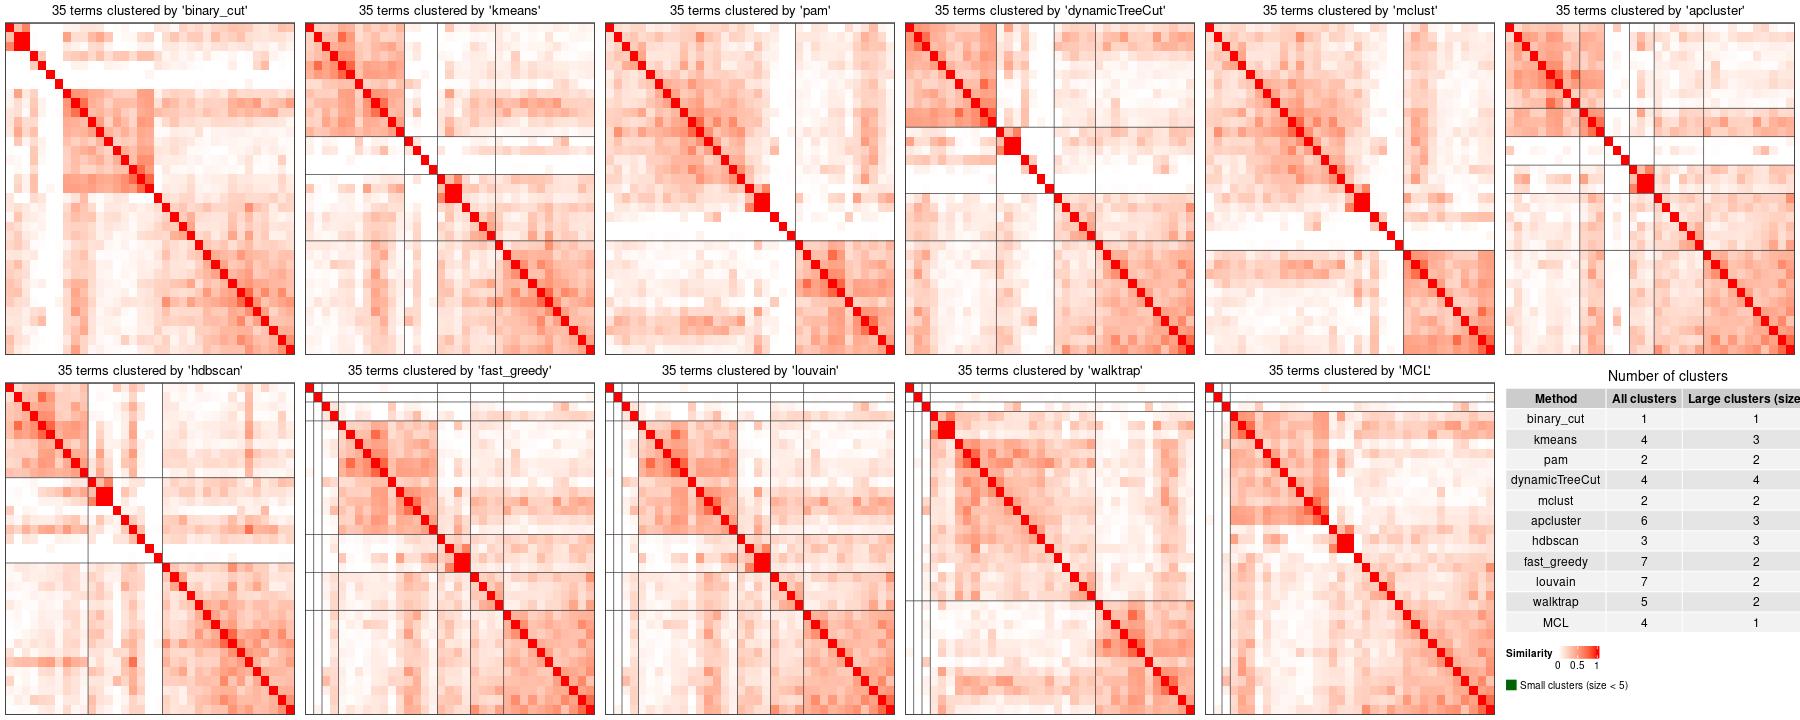 35 terms clustered by 'binary_cut'
35 terms clustered by 'kmeans'
35 terms clustered by 'pam'
35 terms clustered by 'dynamicTreeCut'
35 terms clustered by 'mclust'
35 terms clustered by 'apcluster'
35 terms clustered by 'hdbscan'
35 terms clustered by 'fast_greedy'
35 terms clustered by 'louvain'
35 terms clustered by 'walktrap'
35 terms clustered by 'MCL'
Number of clusters
Method All clusters Large clusters (size
binary_cut 1 1
kmeans 4 3
pam 2 2
dynamicTreeCut 4 4
mclust 2 2
apcluster 6 3
hdbscan 3 3
fast_greedy 7 2
louvain 7 2
walktrap 5 2
MCL 4 1
Similarity
0 0.5 1
Small clusters (size < 5)